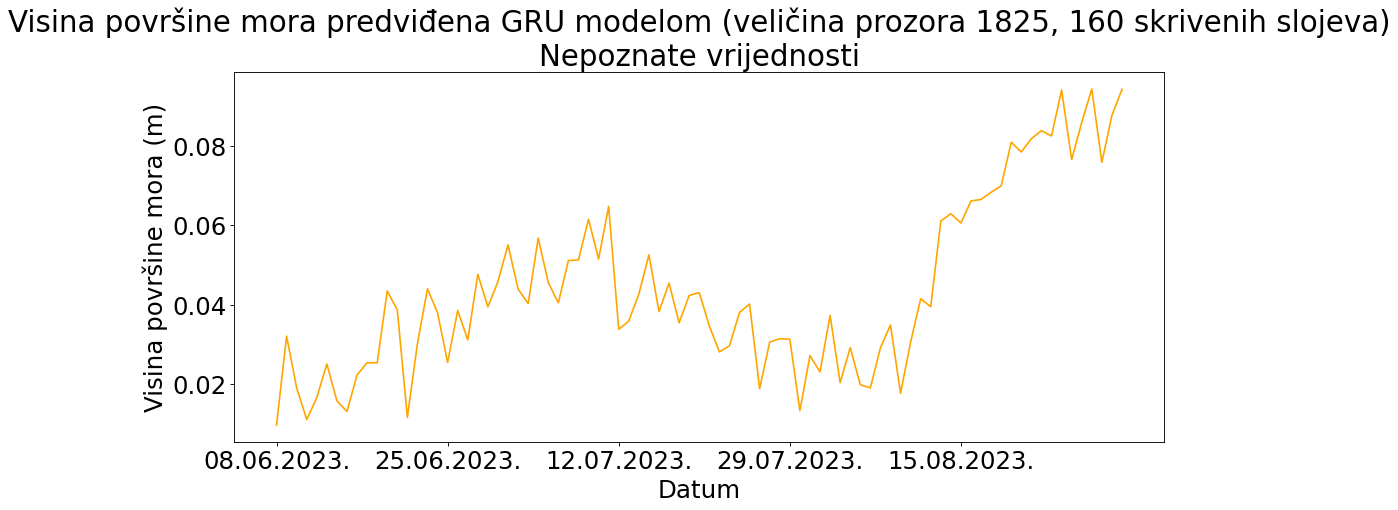 Visina površine mora predviđena GRU modelom (veličina prozora 1825, 160 skrivenih slojeva)
Nepoznate vrijednosti
Visina površine mora (m)
0.08
0.06
0.04
0.02
08.06.2023. 25.06.2023. 12.07.2023. 29.07.2023. 15.08.2023.
Datum